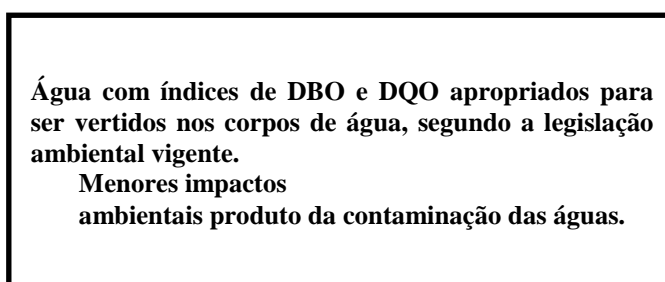 Água com índices de DBO e DQO apropriados para
ser vertidos nos corpos de água, segundo a legislação
ambiental vigente.
Menores impactos
ambientais produto da contaminação das águas.